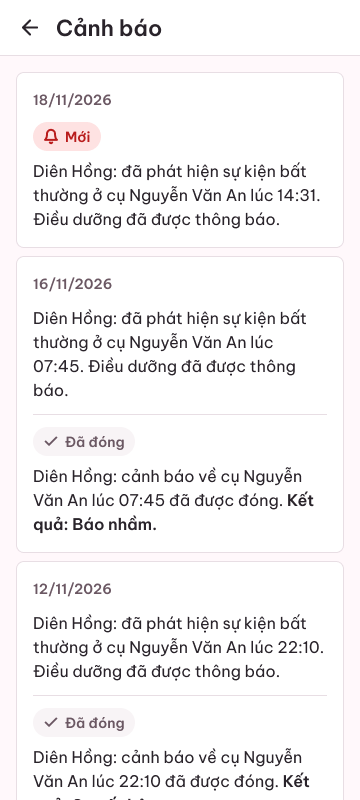 Cảnh báo
18/11/2026
Mới
Diên Hồng: đã phát hiện sự kiện bất
thường ở cụ Nguyễn Văn An lúc 14:31.
Điều dưỡng đã được thông báo.
16/11/2026
Diên Hồng: đã phát hiện sự kiện bất
thường ở cụ Nguyễn Văn An lúc
07:45. Điều dưỡng đã được thông
báo.
Đã đóng
Diên Hồng: cảnh báo về cụ Nguyễn
Văn An lúc 07:45 đã được đóng. Kết
quả: Báo nhầm.
12/11/2026
Diên Hồng: đã phát hiện sự kiện bất
thường ở cụ Nguyễn Văn An lúc 22:10.
Điều dưỡng đã được thông báo.
Đã đóng
Diên Hồng: cảnh báo về cụ Nguyễn
Văn An lúc 22:10 đã được đóng. Kết